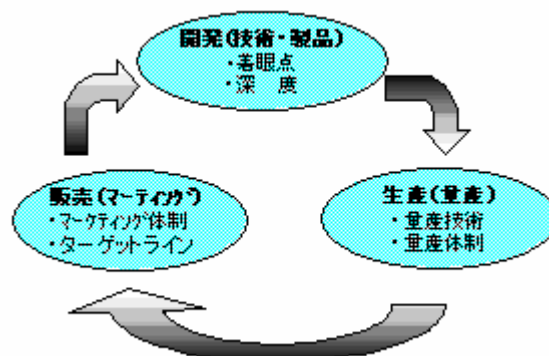 開発(技術・製品)
・着眼点
・深　度
販売(ﾏｰﾃｨﾝｸﾞ)
・ﾏｰｹﾃｨﾝｸﾞ体制
・ターゲットライン
生産(量産)
・量産技術
・量産体制